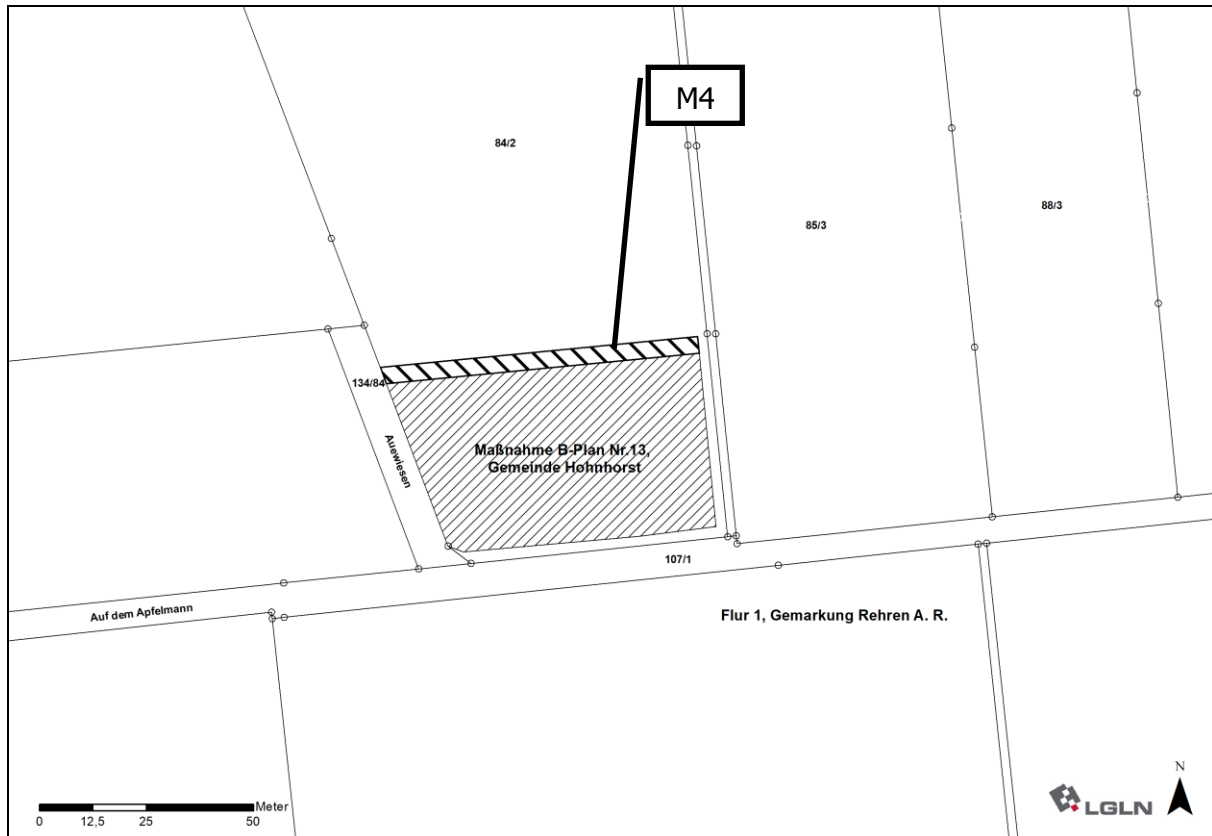 M4
84/2
85/3
88/3
134/84
Auewiesen
Maßnahme B-Plan Nr.13,
Gemeinde Hohnhorst
107/1
Auf dem Apfelmann
Flur 1, Gemarkung Rehren A. R.
Meter
0 12,5 25 50
LGLN
N